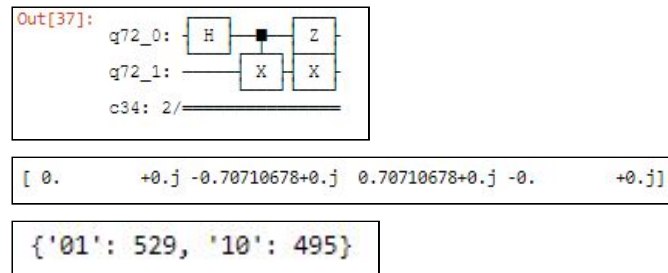 Out[37]:
q72_0: H Z
q72_1: X X
c34: 2/
[ 0. +0.j -0.70710678+0.j 0.70710678+0.j -0. +0.j]
{'01': 529, '10': 495}